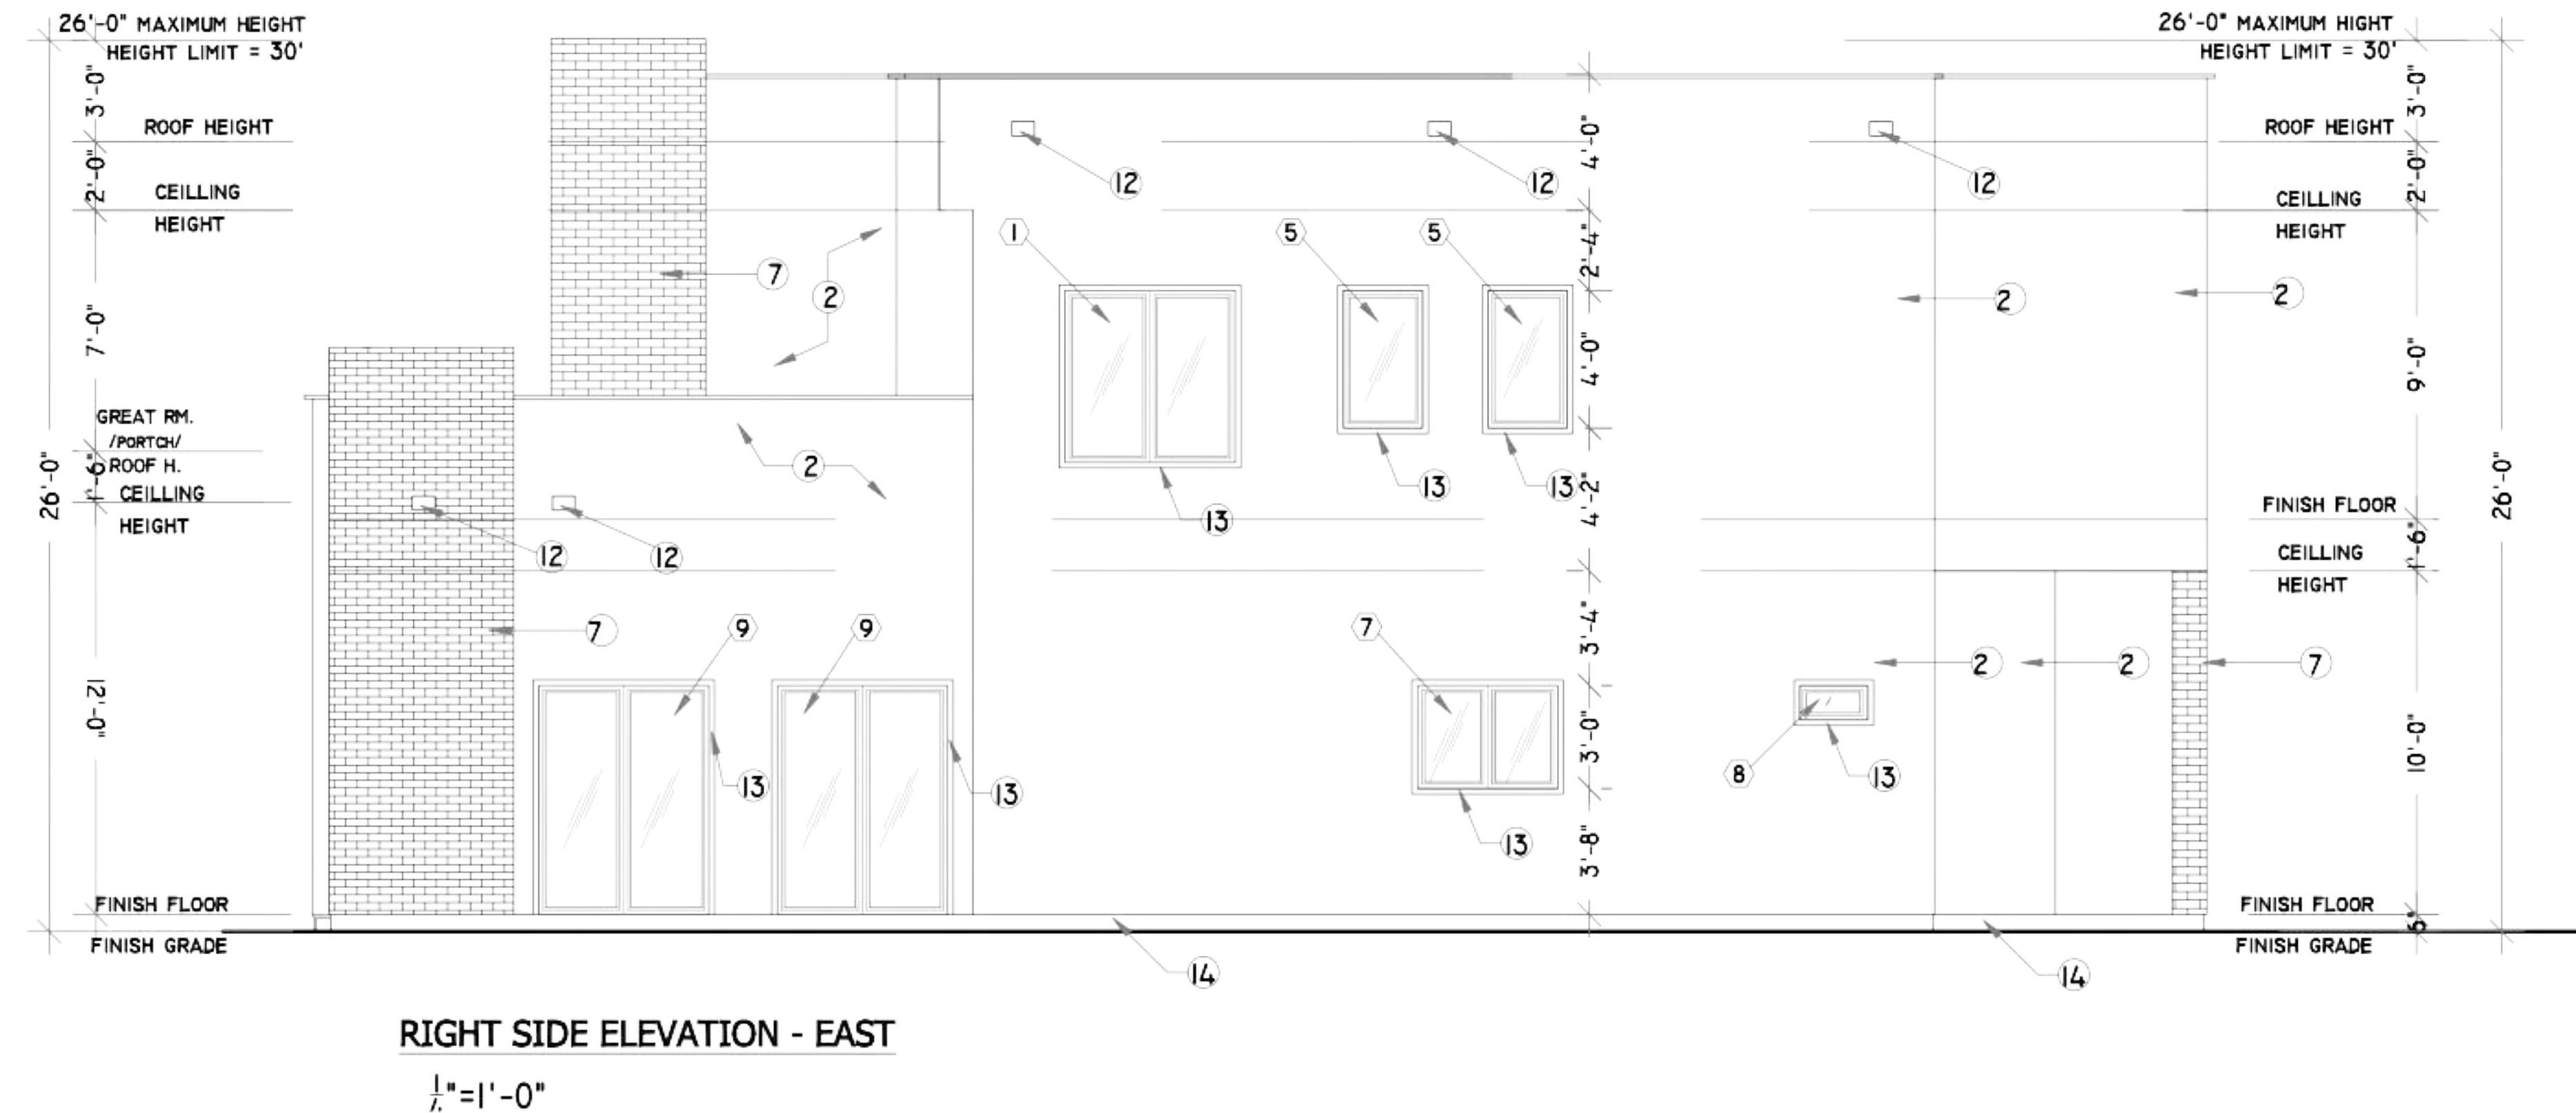 26'-0" MAXIMUM HEIGHT
HEIGHT LIMIT = 30'
3'-0"
ROOF HEIGHT
2'-0"
CEILLING
HEIGHT
7'-0"
GREAT RM.
/PORTCH/
ROOF H.
1'-6"
CEILLING
HEIGHT
26'-0"
12'-0"
FINISH FLOOR
FINISH GRADE
12
12
12
1
5
5
7
2
2
2
4'-0"
2'-4"
4'-0"
4'-2"
3'-4"
3'-0"
3'-8"
2
13
13
13
12
12
7
9
9
7
2
2
7
13
13
8
13
13
14
14
26'-0" MAXIMUM HIGHT
HEIGHT LIMIT = 30'
3'-0"
ROOF HEIGHT
2'-0"
CEILLING
HEIGHT
9'-0"
26'-0"
FINISH FLOOR
1'-6"
CEILLING
HEIGHT
10'-0"
FINISH FLOOR
6"
FINISH GRADE
RIGHT SIDE ELEVATION - EAST
"=1'-0"